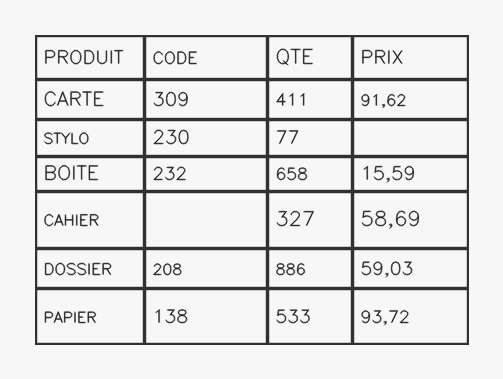 PRODUIT CODE QTE PRIX
CARTE 309 411 91,62
STYLO 230 77
BOITE 232 658 15,59
CAHIER 327 58,69
DOSSIER 208 886 59,03
PAPIER 138 533 93,72